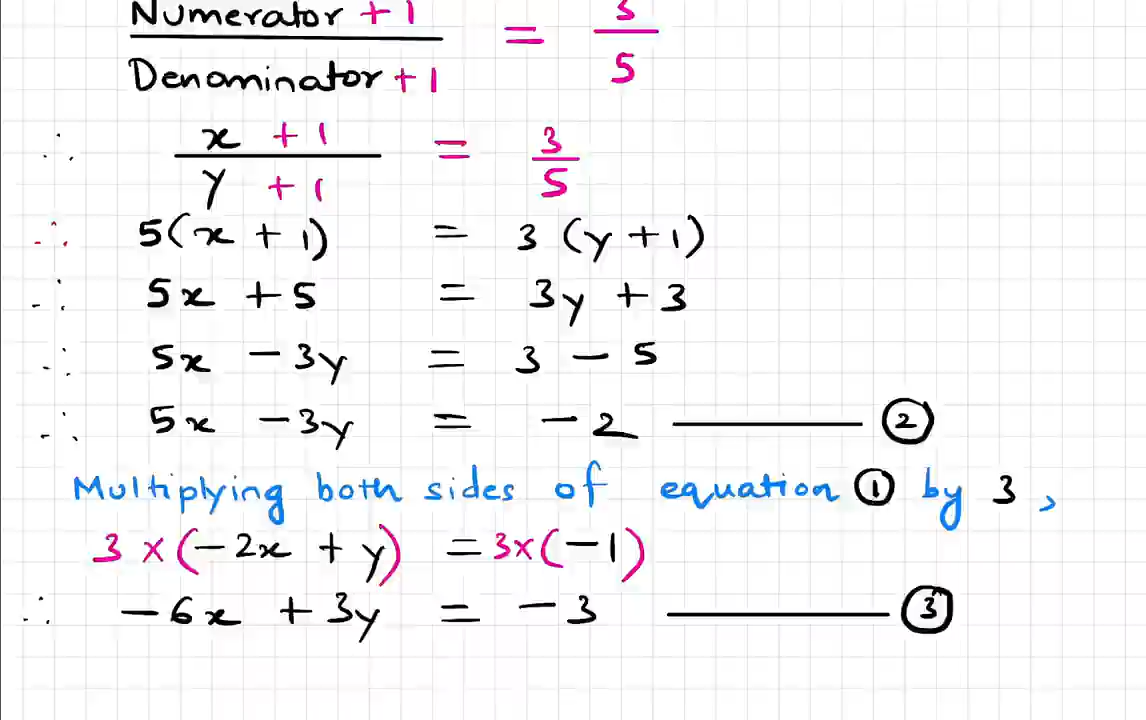 Numerator + 1 / Denominator + 1 = 3/5
∴ x + 1 / y + 1 = 3/5
∴ 5(x + 1) = 3 (y + 1)
∴ 5x + 5 = 3y + 3
∴ 5x - 3y = 3 - 5
∴ 5x - 3y = -2 ——— ②
Multiplying both sides of equation ① by 3,
3 × (-2x + y) = 3×(-1)
∴ -6x + 3y = -3 ——— ③